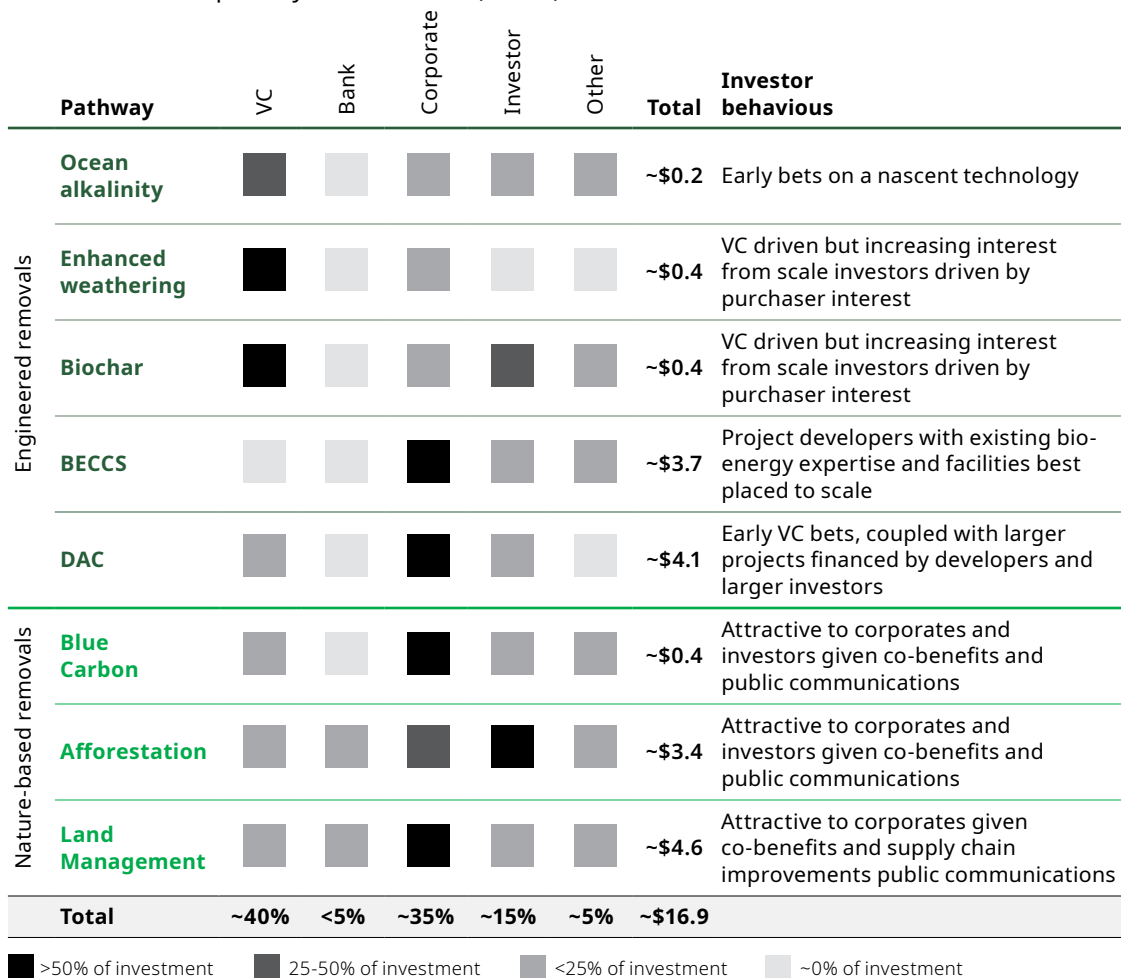 VC
Bank
Corporate
Investor
Other
Pathway
Total
Investor
behavious
Engineered removals
Ocean
alkalinity
~$0.2
Early bets on a nascent technology
Enhanced
weathering
~$0.4
VC driven but increasing interest
from scale investors driven by
purchaser interest
Biochar
~$0.4
VC driven but increasing interest
from scale investors driven by
purchaser interest
BECCS
~$3.7
Project developers with existing bio-
energy expertise and facilities best
placed to scale
DAC
~$4.1
Early VC bets, coupled with larger
projects financed by developers and
larger investors
Nature-based removals
Blue
Carbon
~$0.4
Attractive to corporates and
investors given co-benefits and
public communications
Afforestation
~$3.4
Attractive to corporates and
investors given co-benefits and
public communications
Land
Management
~$4.6
Attractive to corporates given
co-benefits and supply chain
improvements public communications
Total ~40% <5% ~35% ~15% ~5% ~$16.9
>50% of investment 25-50% of investment <25% of investment ~0% of investment